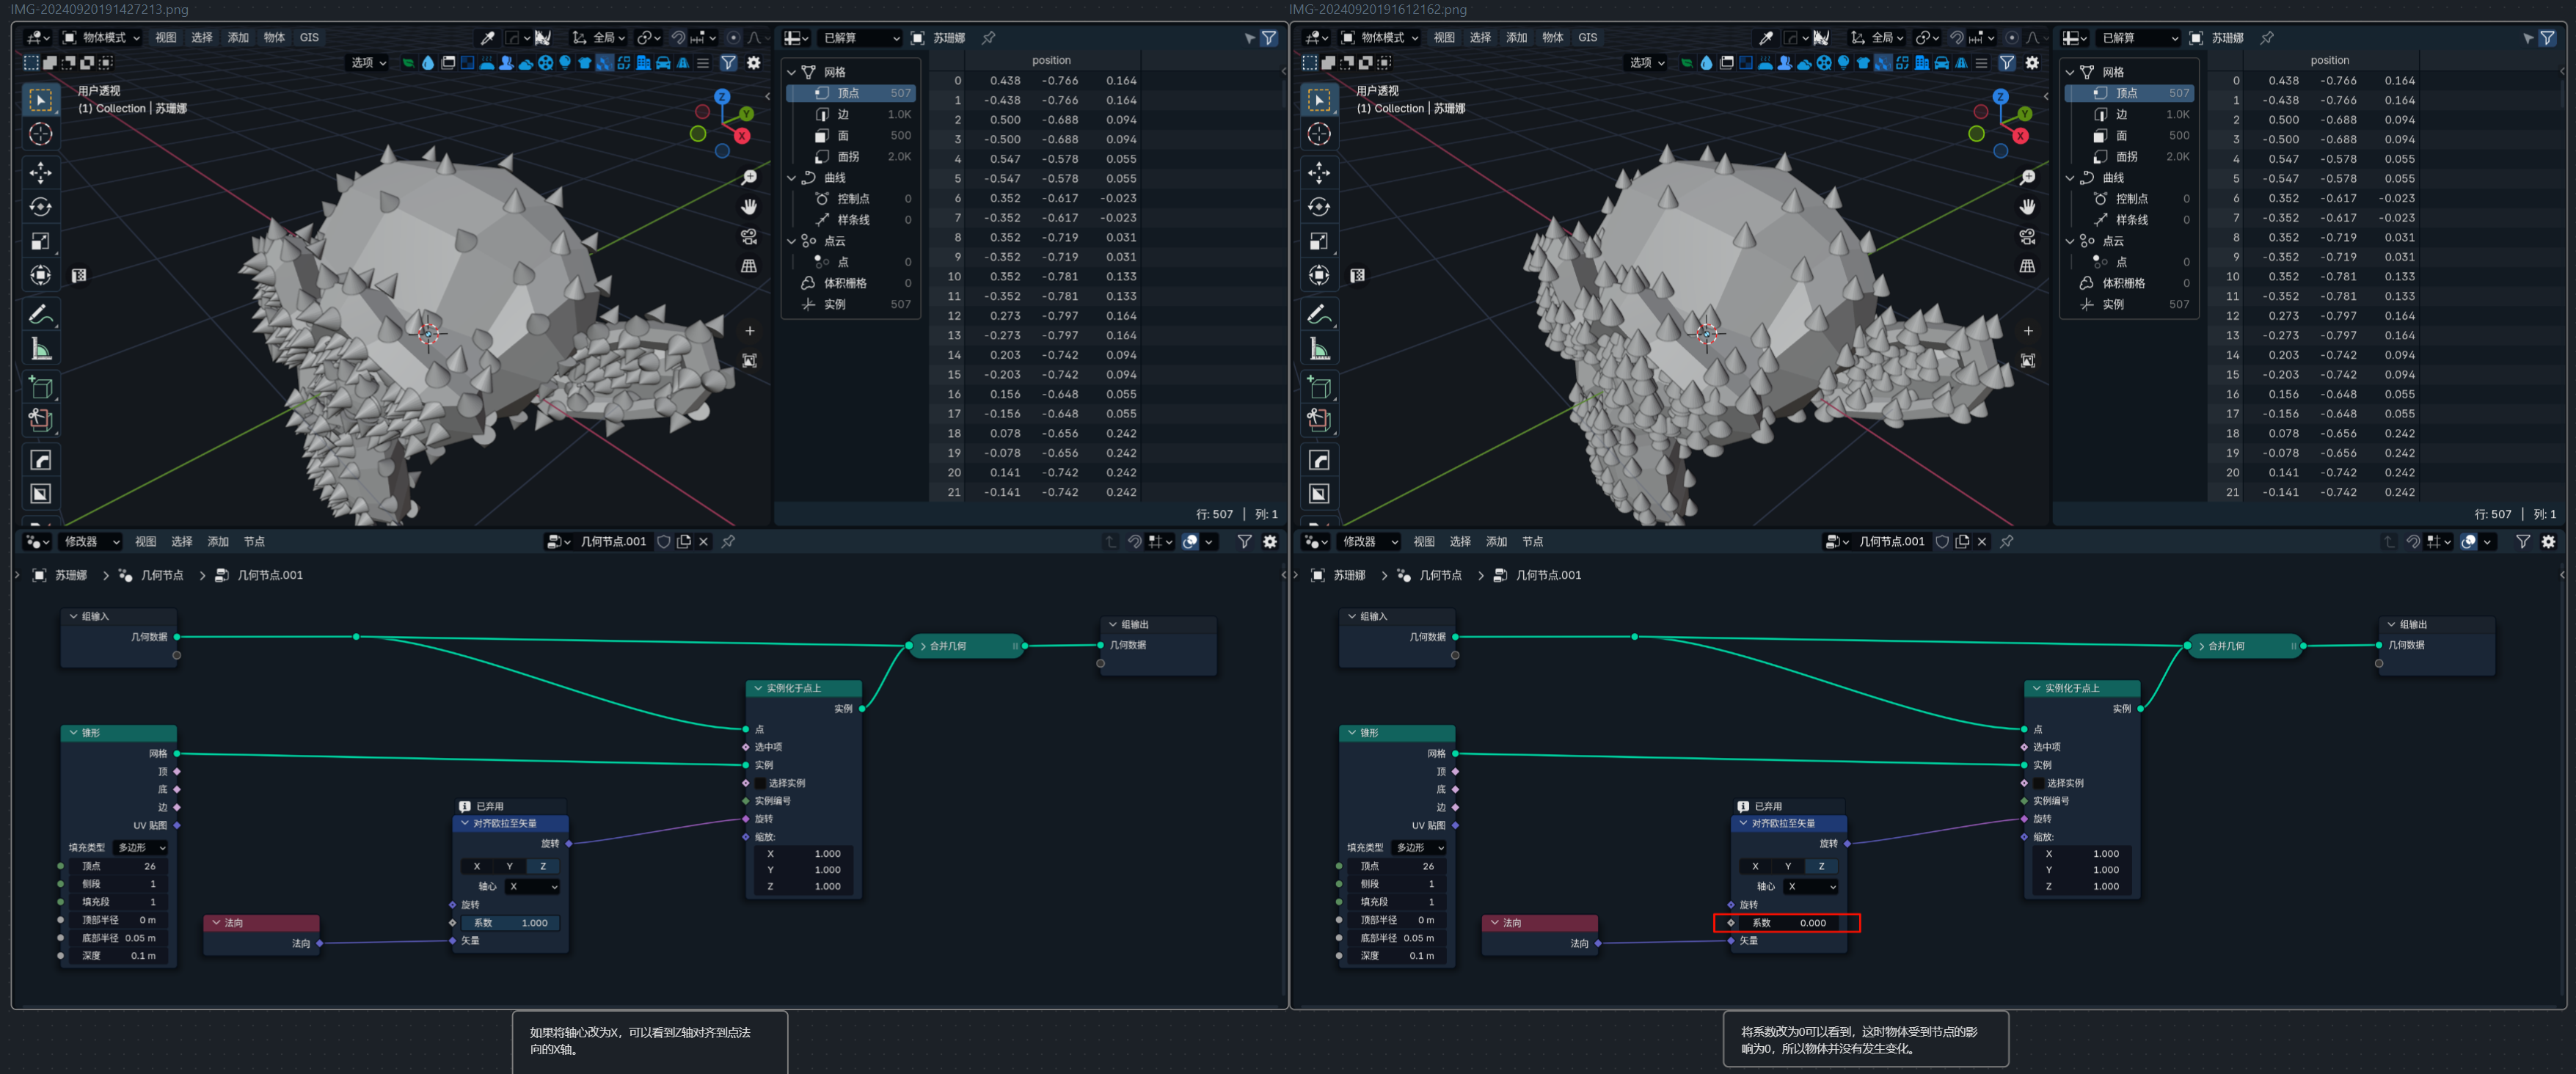 IMG-20240920191427213.png
物体模式 视图 选择 添加 物体 GIS 全局
选项
用户透视
(1) Collection | 苏珊娜
Z
Y
X
已解算 苏珊娜
网格
顶点 507
边 1.0K
面 500
面拐 2.0K
曲线
控制点 0
样条线 0
点云
点 0
体积栅格 0
实例 507
position
0 0.438 -0.766 0.164
1 -0.438 -0.766 0.164
2 0.500 -0.688 0.094
3 -0.500 -0.688 0.094
4 0.547 -0.578 0.055
5 -0.547 -0.578 0.055
6 0.352 -0.617 -0.023
7 -0.352 -0.617 -0.023
8 0.352 -0.719 0.031
9 -0.352 -0.719 0.031
10 0.352 -0.781 0.133
11 -0.352 -0.781 0.133
12 0.273 -0.797 0.164
13 -0.273 -0.797 0.164
14 0.203 -0.742 0.094
15 -0.203 -0.742 0.094
16 0.156 -0.648 0.055
17 -0.156 -0.648 0.055
18 0.078 -0.656 0.242
19 -0.078 -0.656 0.242
20 0.141 -0.742 0.242
21 -0.141 -0.742 0.242
行: 507 | 列: 1
修改器 视图 选择 添加 节点 几何节点.001
苏珊娜 > 几何节点 > 几何节点.001
组输入
几何数据
合并几何
组输出
几何数据
实例化于点上
实例
点
选中项
实例
选择实例
实例编号
旋转
缩放:
X 1.000
Y 1.000
Z 1.000
锥形
网格
顶
底
边
UV 贴图
填充类型 多边形
顶点 26
侧段 1
填充段 1
顶部半径 0 m
底部半径 0.05 m
深度 0.1 m
法向
法向
已弃用
对齐欧拉至矢量
旋转
X Y Z
轴心 X
旋转
系数 1.000
矢量
如果将轴心改为X，可以看到Z轴对齐到点法
向的X轴。
IMG-20240920191612162.png
物体模式 视图 选择 添加 物体 GIS 全局
选项
用户透视
(1) Collection | 苏珊娜
Z
Y
X
已解算 苏珊娜
网格
顶点 507
边 1.0K
面 500
面拐 2.0K
曲线
控制点 0
样条线 0
点云
点 0
体积栅格 0
实例 507
position
0 0.438 -0.766 0.164
1 -0.438 -0.766 0.164
2 0.500 -0.688 0.094
3 -0.500 -0.688 0.094
4 0.547 -0.578 0.055
5 -0.547 -0.578 0.055
6 0.352 -0.617 -0.023
7 -0.352 -0.617 -0.023
8 0.352 -0.719 0.031
9 -0.352 -0.719 0.031
10 0.352 -0.781 0.133
11 -0.352 -0.781 0.133
12 0.273 -0.797 0.164
13 -0.273 -0.797 0.164
14 0.203 -0.742 0.094
15 -0.203 -0.742 0.094
16 0.156 -0.648 0.055
17 -0.156 -0.648 0.055
18 0.078 -0.656 0.242
19 -0.078 -0.656 0.242
20 0.141 -0.742 0.242
21 -0.141 -0.742 0.242
行: 507 | 列: 1
修改器 视图 选择 添加 节点 几何节点.001
苏珊娜 > 几何节点 > 几何节点.001
组输入
几何数据
合并几何
组输出
几何数据
实例化于点上
实例
点
选中项
实例
选择实例
实例编号
旋转
缩放:
X 1.000
Y 1.000
Z 1.000
锥形
网格
顶
底
边
UV 贴图
填充类型 多边形
顶点 26
侧段 1
填充段 1
顶部半径 0 m
底部半径 0.05 m
深度 0.1 m
法向
法向
已弃用
对齐欧拉至矢量
旋转
X Y Z
轴心 X
旋转
系数 0.000
矢量
将系数改为0可以看到，这时物体受到节点的影
响为0，所以物体并没有发生变化。